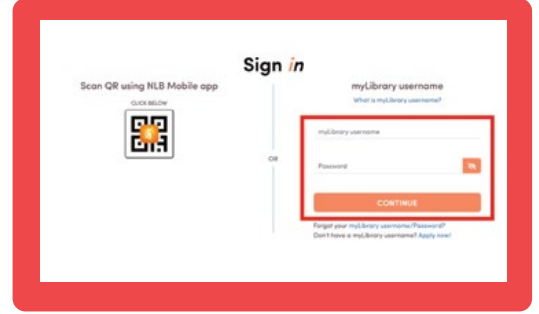 Sign in
Scan QR using NLB Mobile app
CLICK BELOW
OR
myLibrary username
What is myLibrary username?
myLibrary username
Password
CONTINUE
Forgot your myLibrary username/Password?
Don't have a myLibrary username? Apply now!